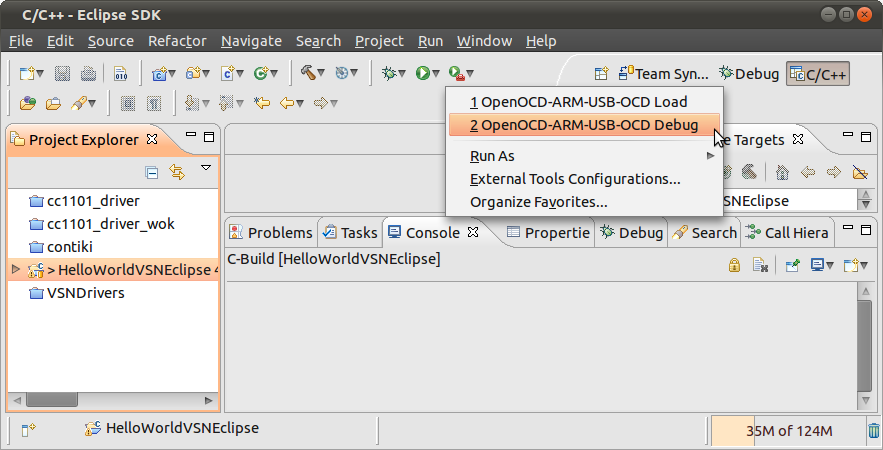 C/C++ - Eclipse SDK
File Edit Source Refactor Navigate Search Project Run Window Help
Team Syn... Debug C/C++
1 OpenOCD-ARM-USB-OCD Load
2 OpenOCD-ARM-USB-OCD Debug
Run As
External Tools Configurations...
Organize Favorites...
Project Explorer
e Targets
cc1101_driver
cc1101_driver_wok
contiki
> HelloWorldVSNEclipse 4
VSNDrivers
SNEclipse
Problems Tasks Console Propertie Debug Search Call Hiera
C-Build [HelloWorldVSNEclipse]
HelloWorldVSNEclipse
35M of 124M